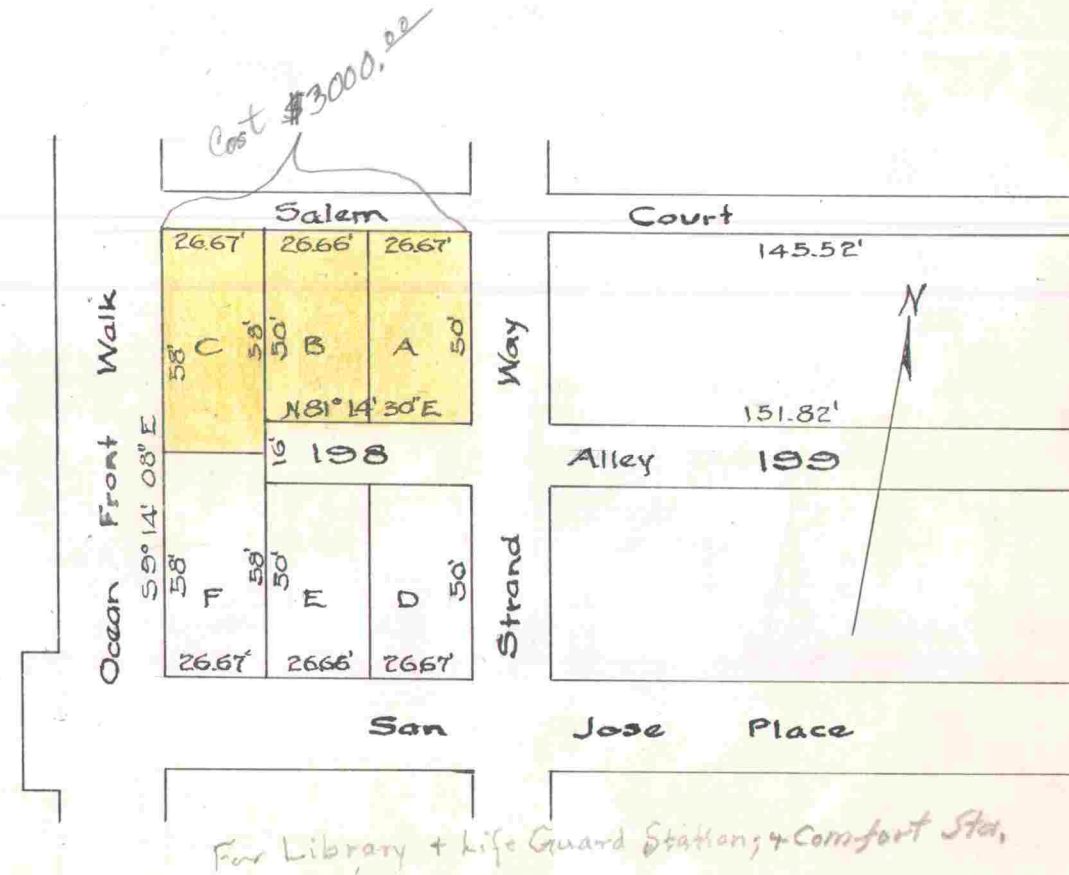 Cost $3000.00
Salem Court
26.67' 26.66' 26.67'
145.52'
N
Ocean Front Walk
S 9° 14' 08" E
58' C 58' 50' B A 50'
Way
N81° 14' 30" E
151.82'
16' 198
Alley 199
58' F 58' 50' E D 50'
Strand
26.67' 26.66' 26.67'
San Jose Place
For Library + Life Guard Station, + Comfort Sta.